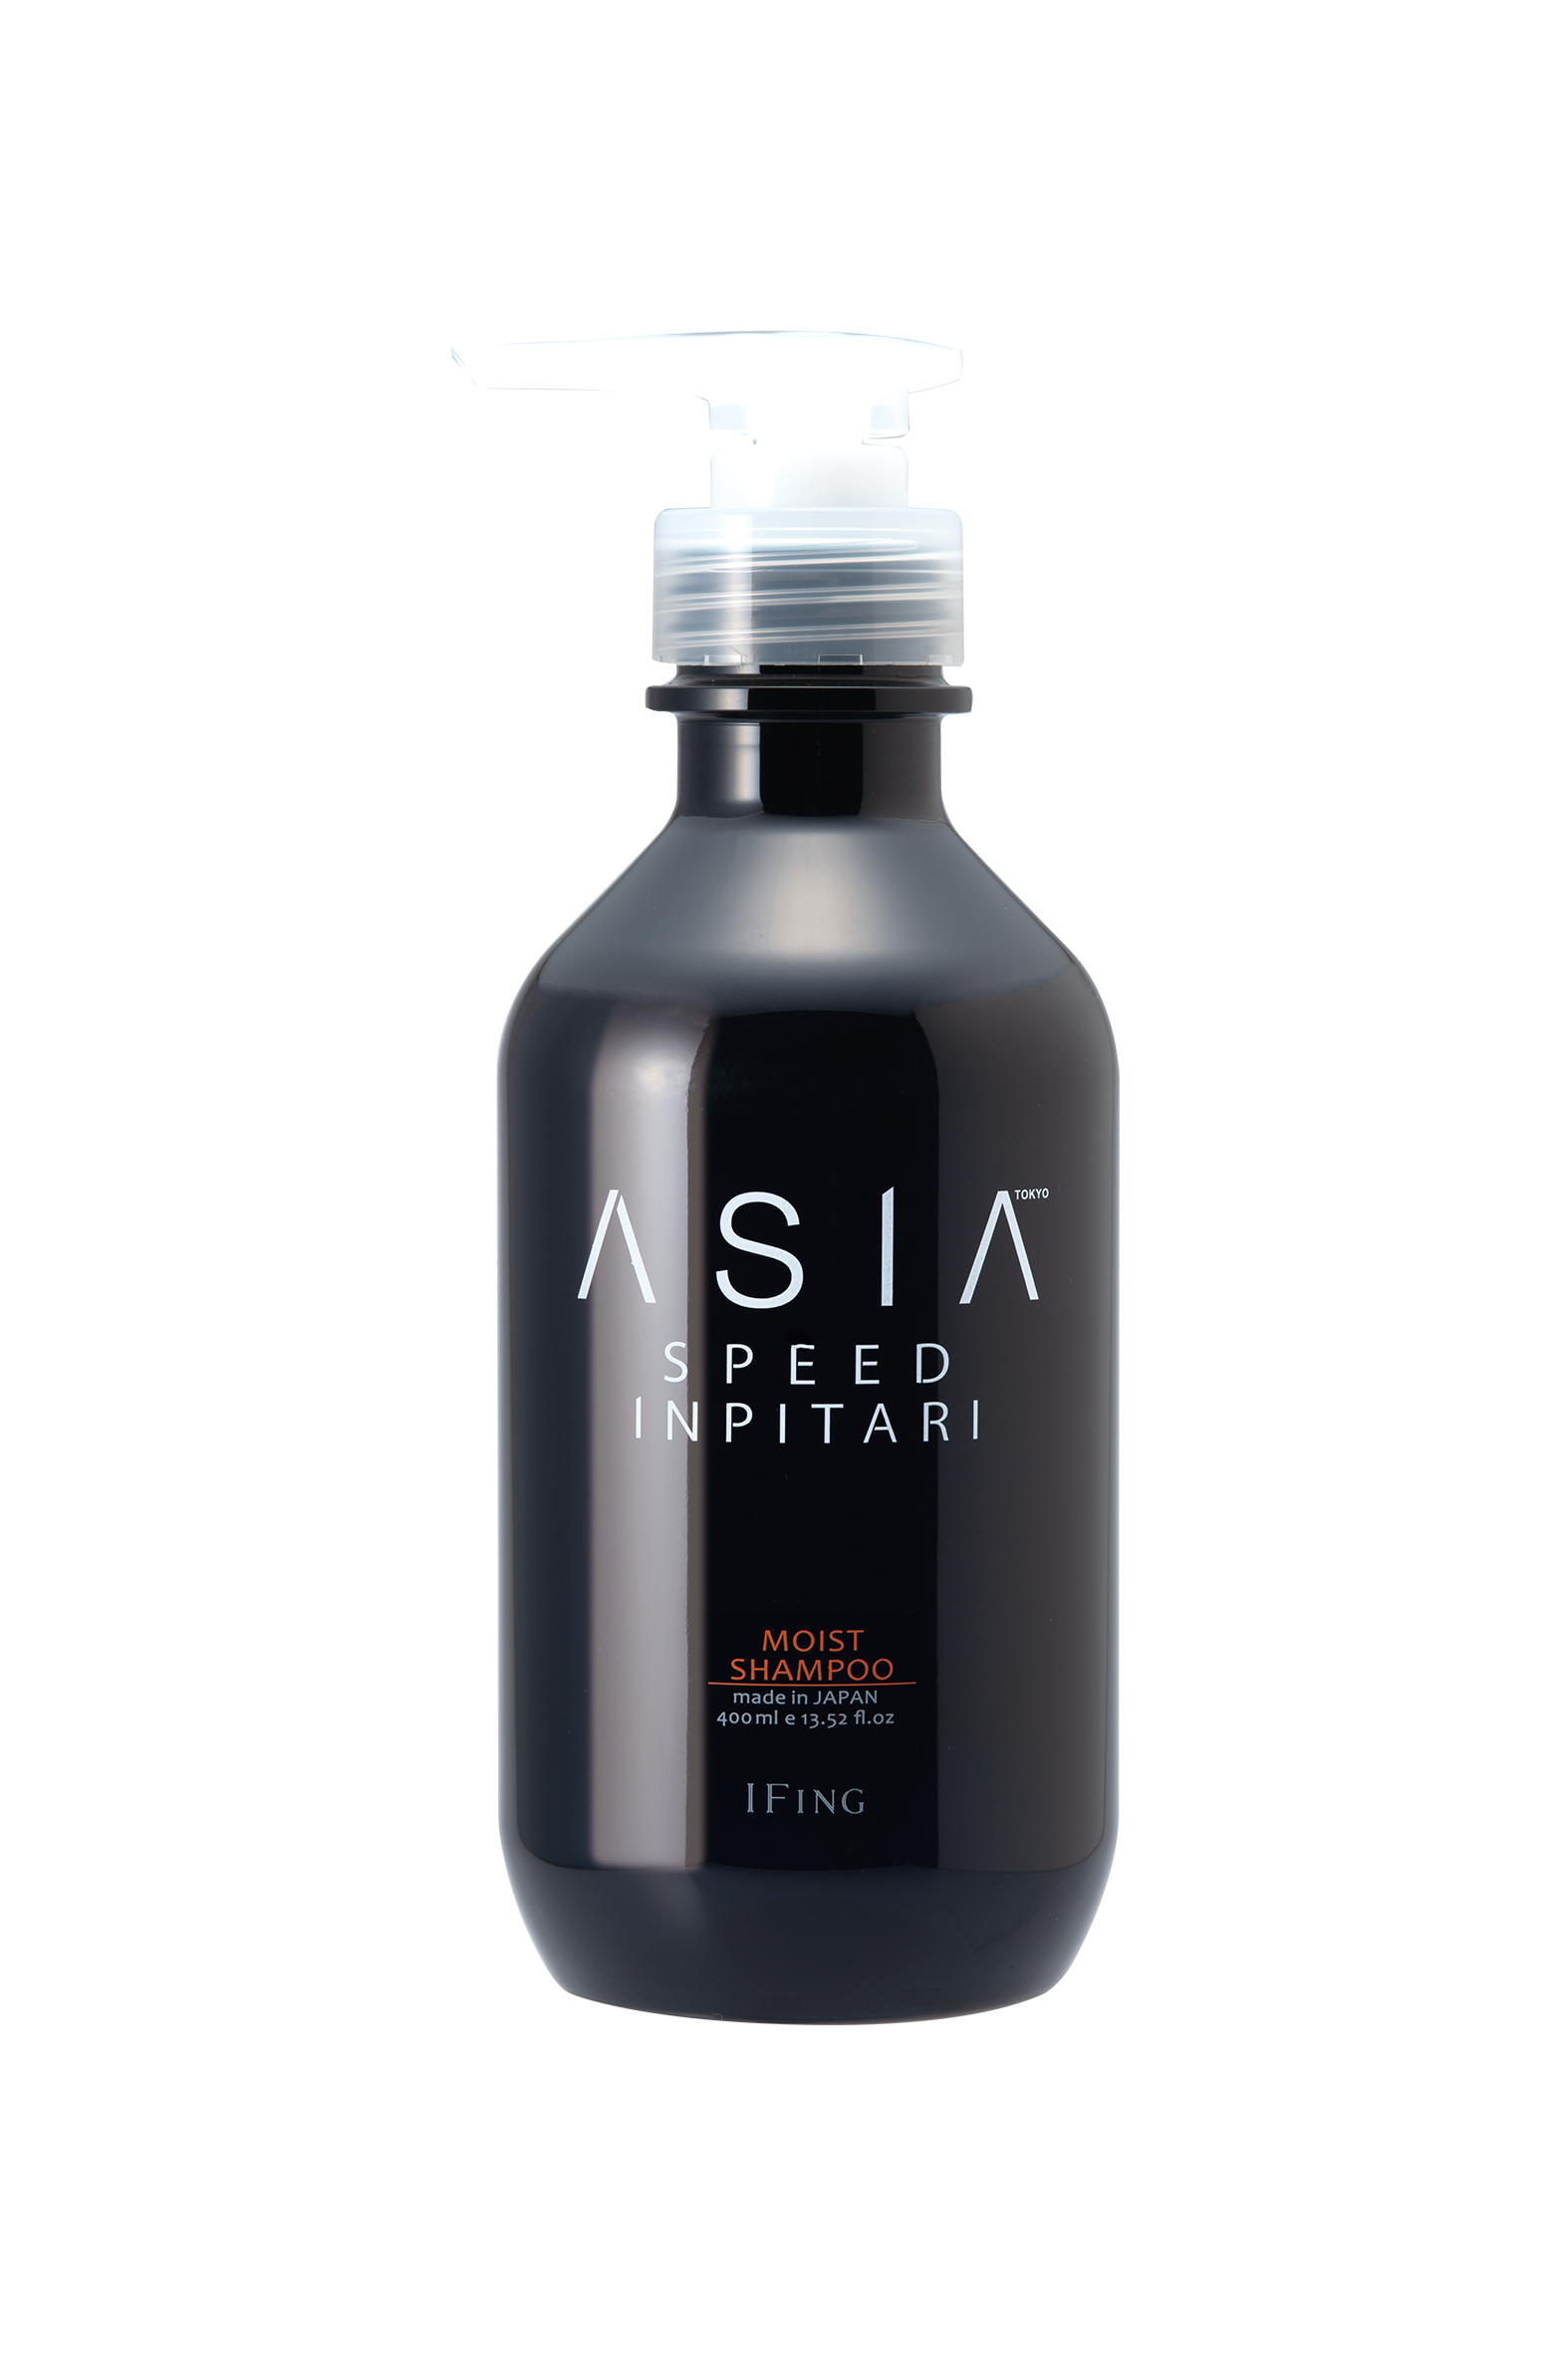 ASIA TOKYO
SPEED
INPITARI
MOIST
SHAMPOO
made in JAPAN
400ml e 13.52 fl.oz
IFING